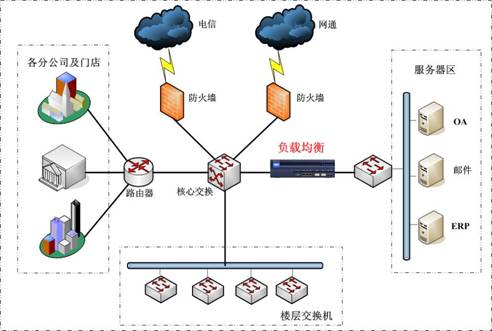 电信
网通
各分公司及门店
服务器区
防火墙
防火墙
OA
负载均衡
邮件
路由器
核心交换
ERP
楼层交换机